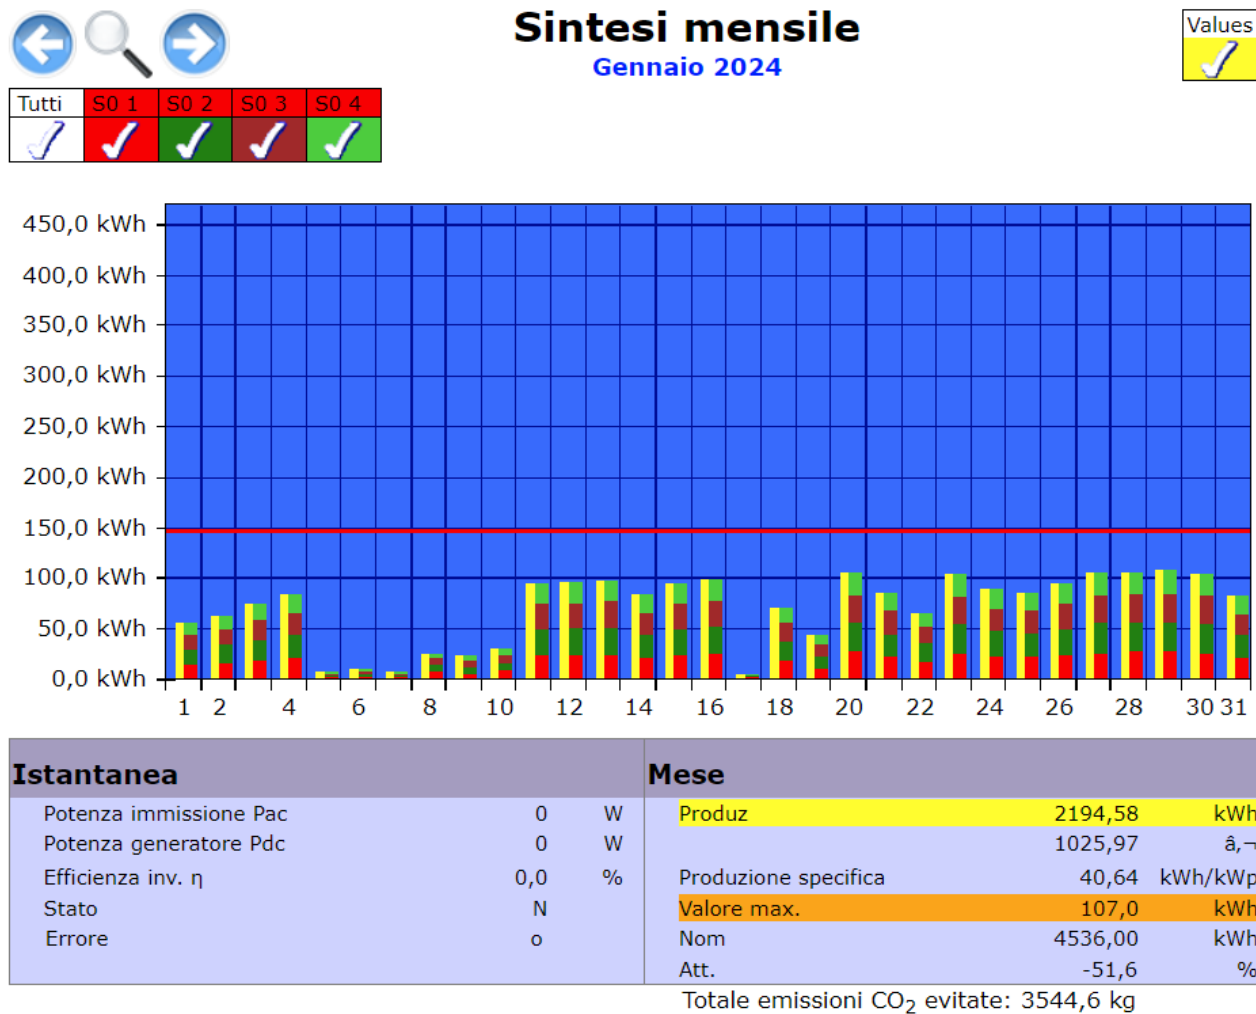 Sintesi mensile
Gennaio 2024
Values
Tutti S0 1 S0 2 S0 3 S0 4
450,0 kWh
400,0 kWh
350,0 kWh
300,0 kWh
250,0 kWh
200,0 kWh
150,0 kWh
100,0 kWh
50,0 kWh
0,0 kWh
1 2 4 6 8 10 12 14 16 18 20 22 24 26 28 30 31
Istantanea
Potenza immissione Pac 0 W
Potenza generatore Pdc 0 W
Efficienza inv. η 0,0 %
Stato N
Errore o
Mese
Produz 2194,58 kWh
1025,97 â‚¬
Produzione specifica 40,64 kWh/kWp
Valore max. 107,0 kWh
Nom 4536,00 kWh
Att. -51,6 %
Totale emissioni CO₂ evitate: 3544,6 kg